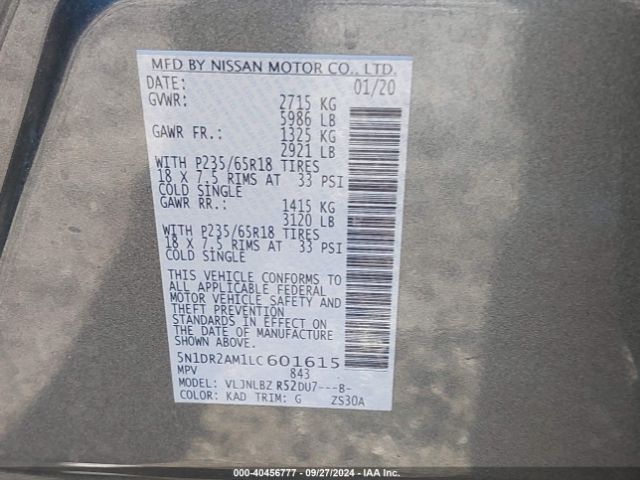 MFD BY NISSAN MOTOR CO., LTD.
DATE: 01/20
GVWR: 2715 KG
5986 LB
GAWR FR.: 1325 KG
2921 LB
WITH P235/65R18 TIRES
18 X 7.5 RIMS AT 33 PSI
COLD SINGLE
GAWR RR.: 1415 KG
3120 LB
WITH P235/65R18 TIRES
18 X 7.5 RIMS AT 33 PSI
COLD SINGLE
THIS VEHICLE CONFORMS TO
ALL APPLICABLE FEDERAL
MOTOR VEHICLE SAFETY AND
THEFT PREVENTION
STANDARDS IN EFFECT ON
THE DATE OF MANUFACTURE
SHOWN ABOVE.
5N1DR2AM1LC601615
MPV 843
MODEL: VLJNLBZ R52DU7---B-
COLOR: KAD TRIM: G ZS30A
000-40456777 - 09/27/2024 - IAA Inc.